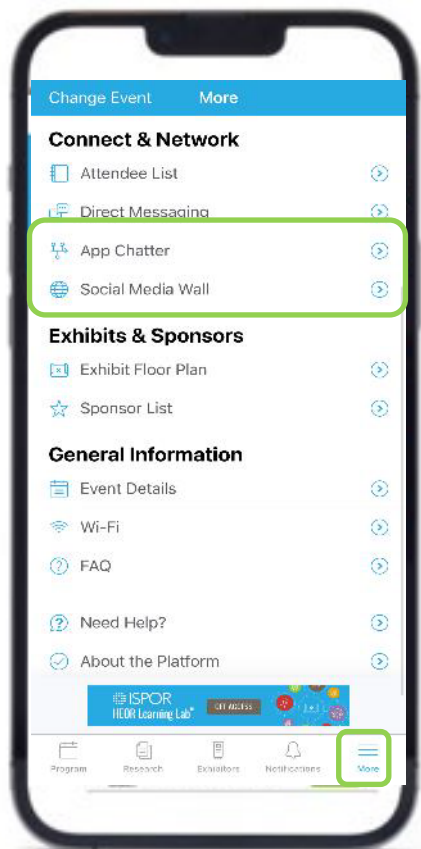 Change Event More
Connect & Network
Attendee List
Direct Messaging
App Chatter
Social Media Wall
Exhibits & Sponsors
Exhibit Floor Plan
Sponsor List
General Information
Event Details
Wi-Fi
FAQ
Need Help?
About the Platform
ISPOR
HEOR Learning Lab
GET ACCESS
Program Research Exhibitors Notifications More